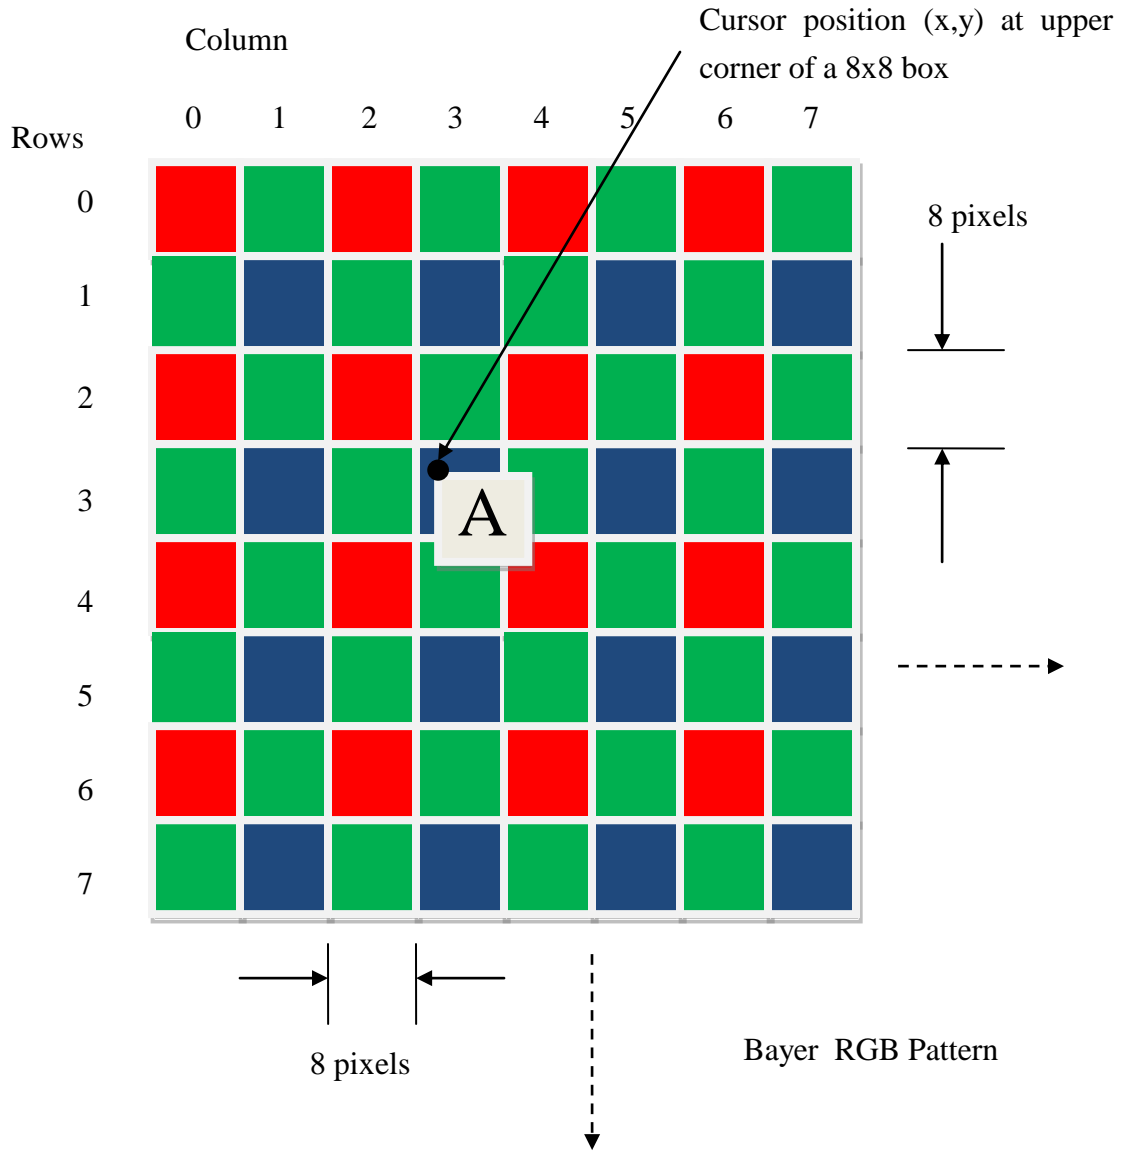 Cursor position (x,y) at upper
corner of a 8x8 box
Column
0 1 2 3 4 5 6 7
Rows
0
8 pixels
1
2
3
A
4
5
6
7
8 pixels
Bayer RGB Pattern